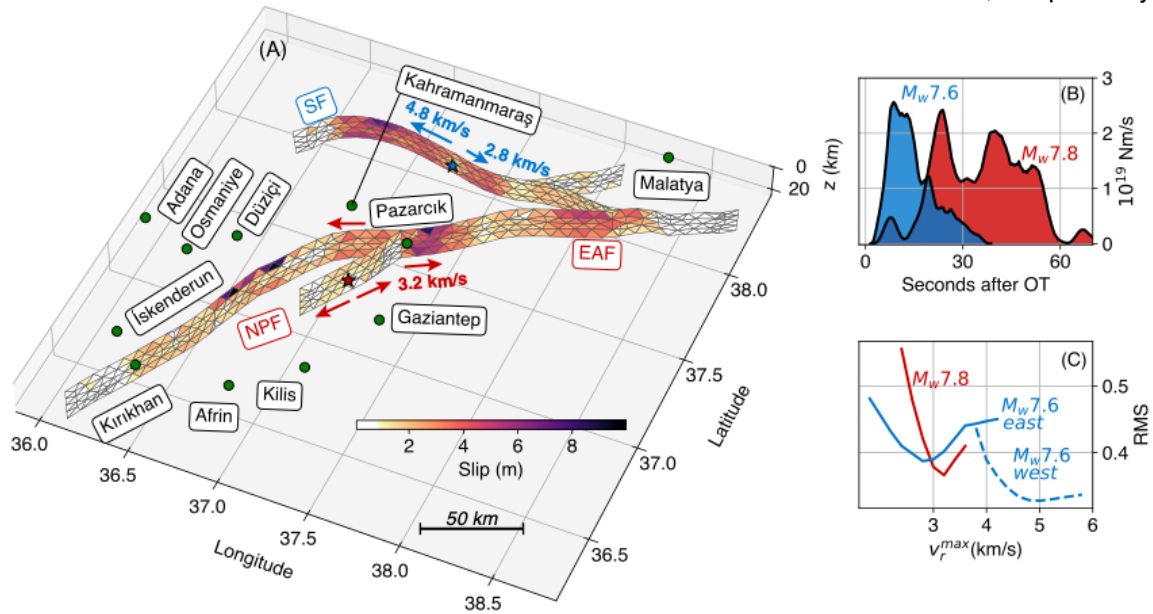 (A)
Kahramanmaraş
SF
4.8 km/s
2.8 km/s
0
20
z (km)
Malatya
Adana
Osmaniye
Düziçi
Pazarcık
EAF
3.2 km/s
İskenderun
NPF
Gaziantep
38.0
Kırıkhan
Afrin
Kilis
37.5
Latitude
2 4 6 8
Slip (m)
37.0
50 km
36.5
36.0
36.5
37.0
37.5
38.0
38.5
Longitude
(B)
Mw7.6
Mw7.8
3
2
1
0
10^19 Nm/s
0 30 60
Seconds after OT
(C)
Mw7.8
Mw7.6
east
Mw7.6
west
0.5
0.4
RMS
3 4 5 6
v_r^max(km/s)